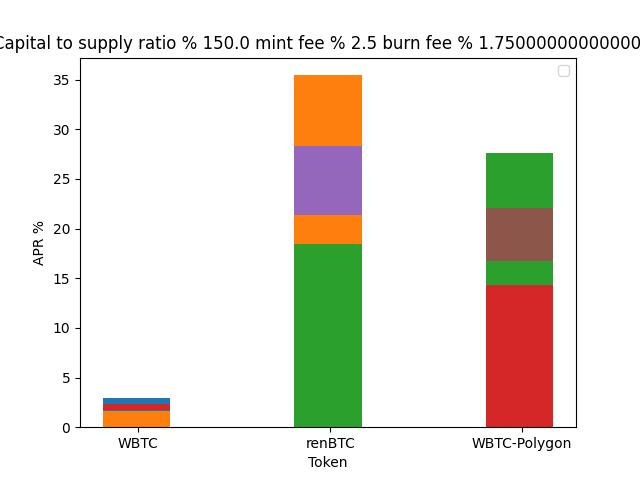 Capital to supply ratio % 150.0 mint fee % 2.5 burn fee % 1.75000000000000
35
30
25
20
15
10
5
0
APR %
WBTC
renBTC
WBTC-Polygon
Token